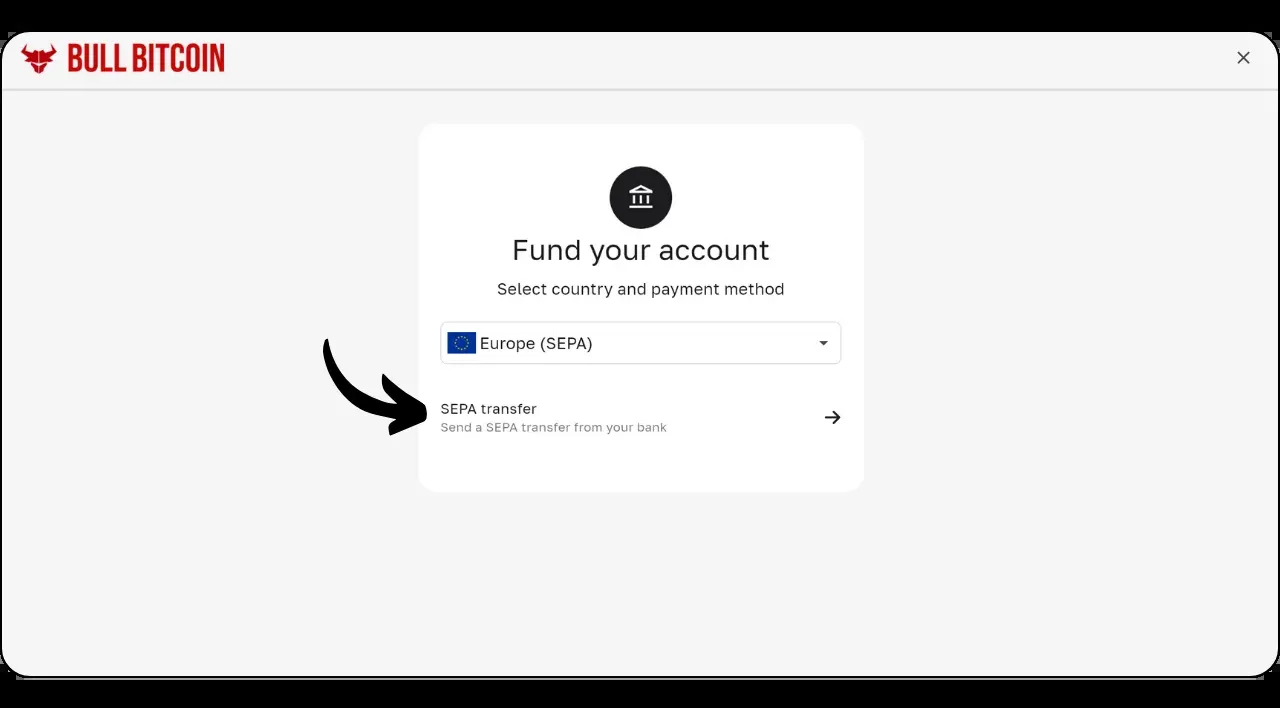 BULL BITCOIN
Fund your account
Select country and payment method
Europe (SEPA)
SEPA transfer
Send a SEPA transfer from your bank